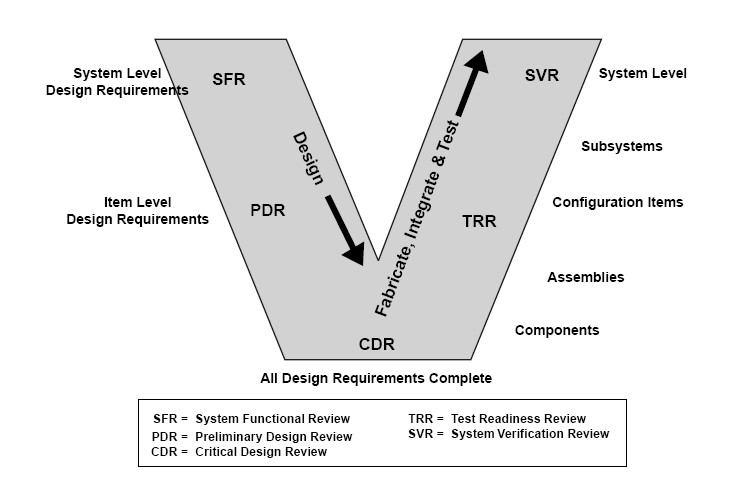 System Level
Design Requirements
SFR
SVR
System Level
Design
Fabricate, Integrate & Test
Subsystems
Item Level
Design Requirements
PDR
TRR
Configuration Items
Assemblies
Components
CDR
All Design Requirements Complete
SFR = System Functional Review
PDR = Preliminary Design Review
CDR = Critical Design Review
TRR = Test Readiness Review
SVR = System Verification Review